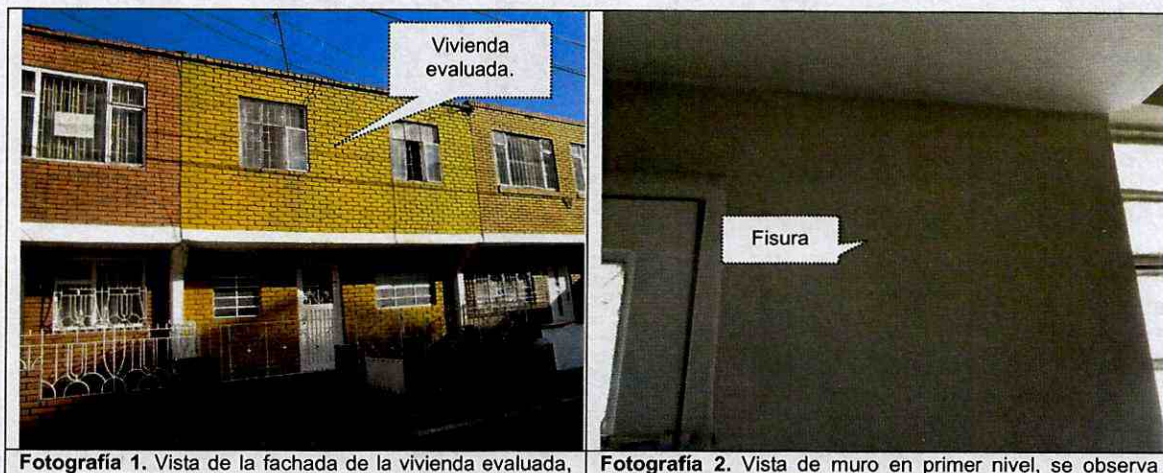 Vivienda
evaluada.
Fisura
Fotografía 1. Vista de la fachada de la vivienda evaluada,
Fotografía 2. Vista de muro en primer nivel, se observa